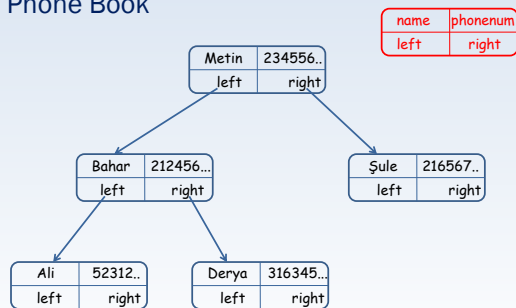 Phone Book
name phonenum
left right
Metin 234556..
left right
Bahar 212456...
left right
Şule 216567..
left right
Ali 52312..
left right
Derya 316345...
left right